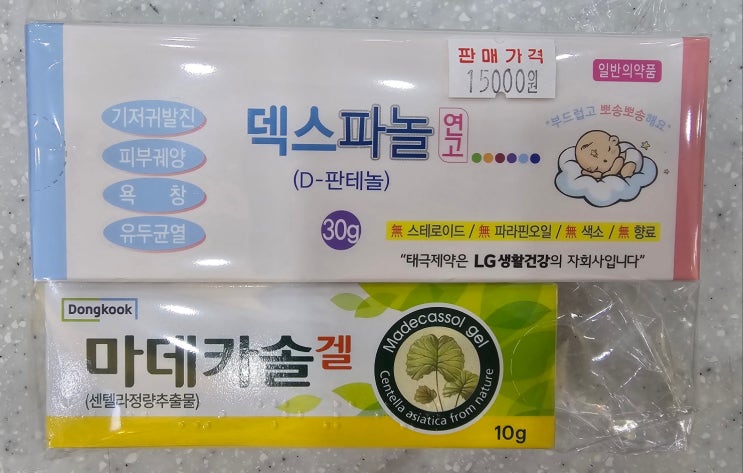 판매가격
15000원
일반의약품
기저귀발진
피부궤양
욕 창
유두균열
덱스파놀 연고
(D-판테놀)
30g
"부드럽고 뽀송뽀송해요"
無 스테로이드 / 無 파라핀오일 / 無 색소 / 無 향료
"태극제약은 LG생활건강의 자회사입니다"
Dongkook
마데카솔겔
(센텔라정량추출물)
Madecassol gel
Centella asiatica from nature
10g